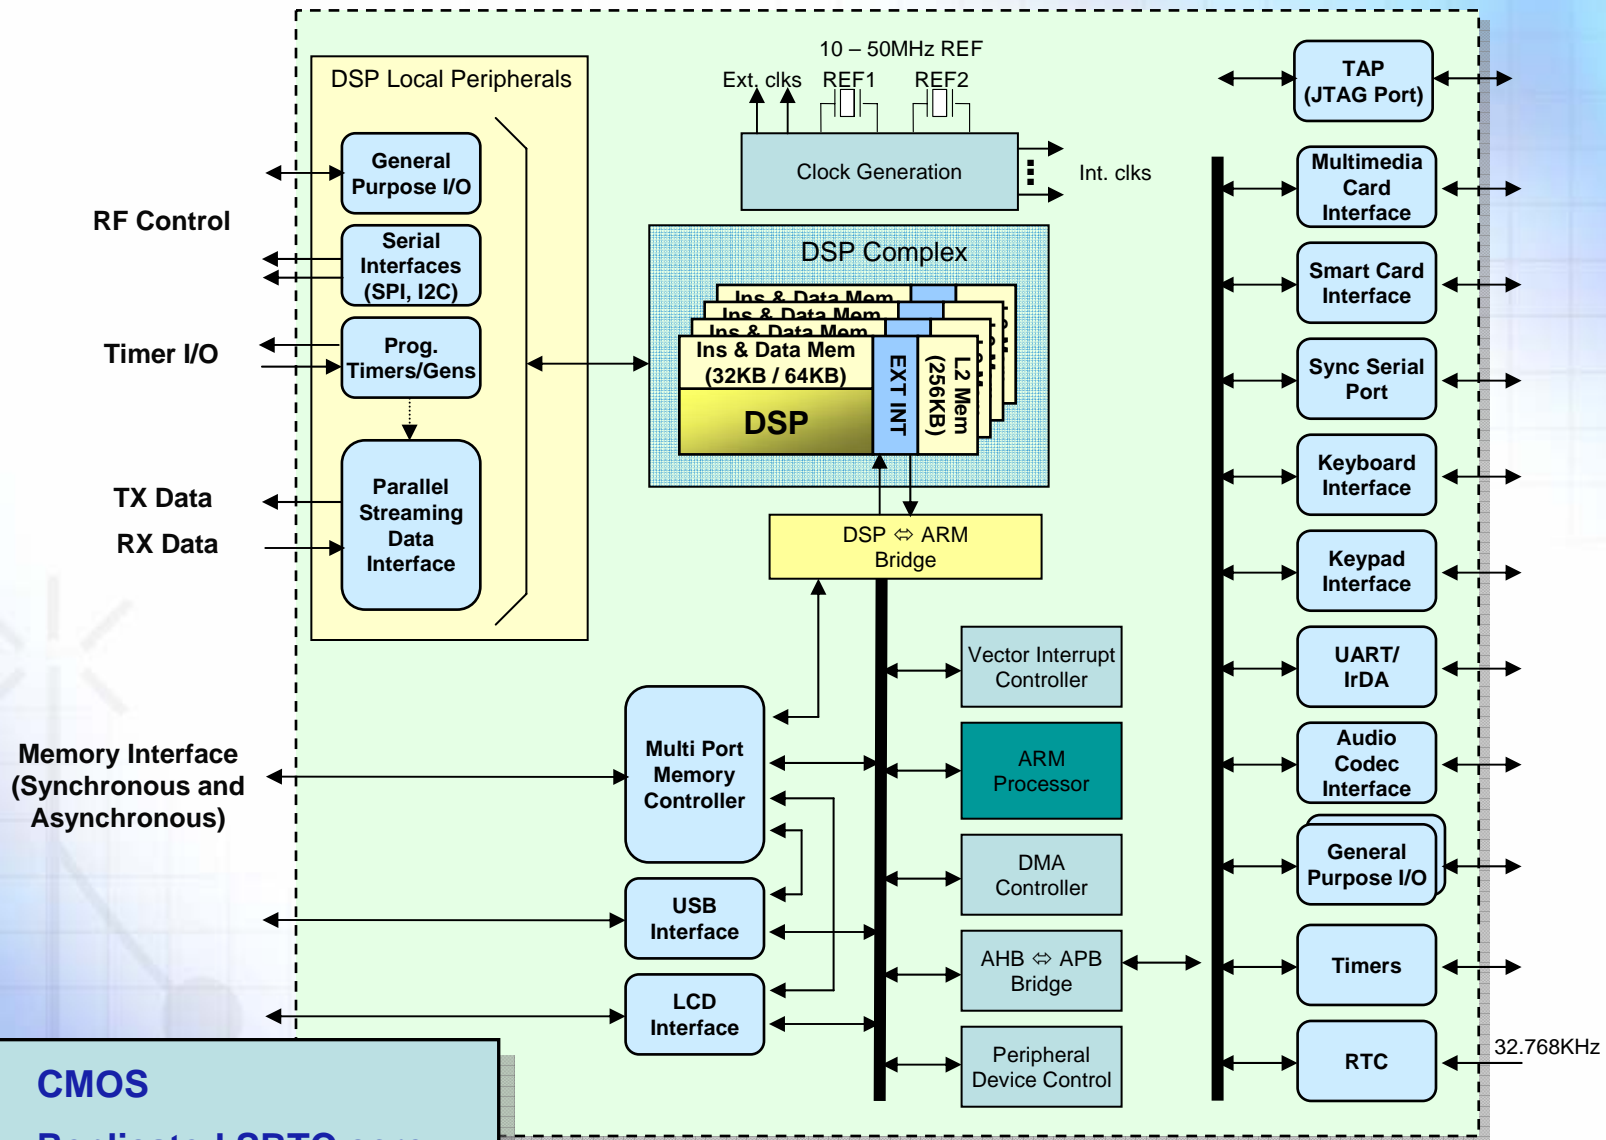 10 – 50MHz REF
Ext. clks
REF1
REF2
Clock Generation
Int. clks
DSP Local Peripherals
General
Purpose I/O
Serial
Interfaces
(SPI, I2C)
Prog.
Timers/Gens
Parallel
Streaming
Data
Interface
RF Control
Timer I/O
TX Data
RX Data
DSP Complex
Ins & Data Mem
Ins & Data Mem
Ins & Data Mem
Ins & Data Mem
(32KB / 64KB)
DSP
EXT INT
L2 Mem
(256KB)
DSP ⇔ ARM
Bridge
Vector Interrupt
Controller
ARM
Processor
DMA
Controller
AHB ⇔ APB
Bridge
Peripheral
Device Control
Memory Interface
(Synchronous and
Asynchronous)
Multi Port
Memory
Controller
USB
Interface
LCD
Interface
TAP
(JTAG Port)
Multimedia
Card
Interface
Smart Card
Interface
Sync Serial
Port
Keyboard
Interface
Keypad
Interface
UART/
IrDA
Audio
Codec
Interface
General
Purpose I/O
Timers
RTC
32.768KHz
CMOS